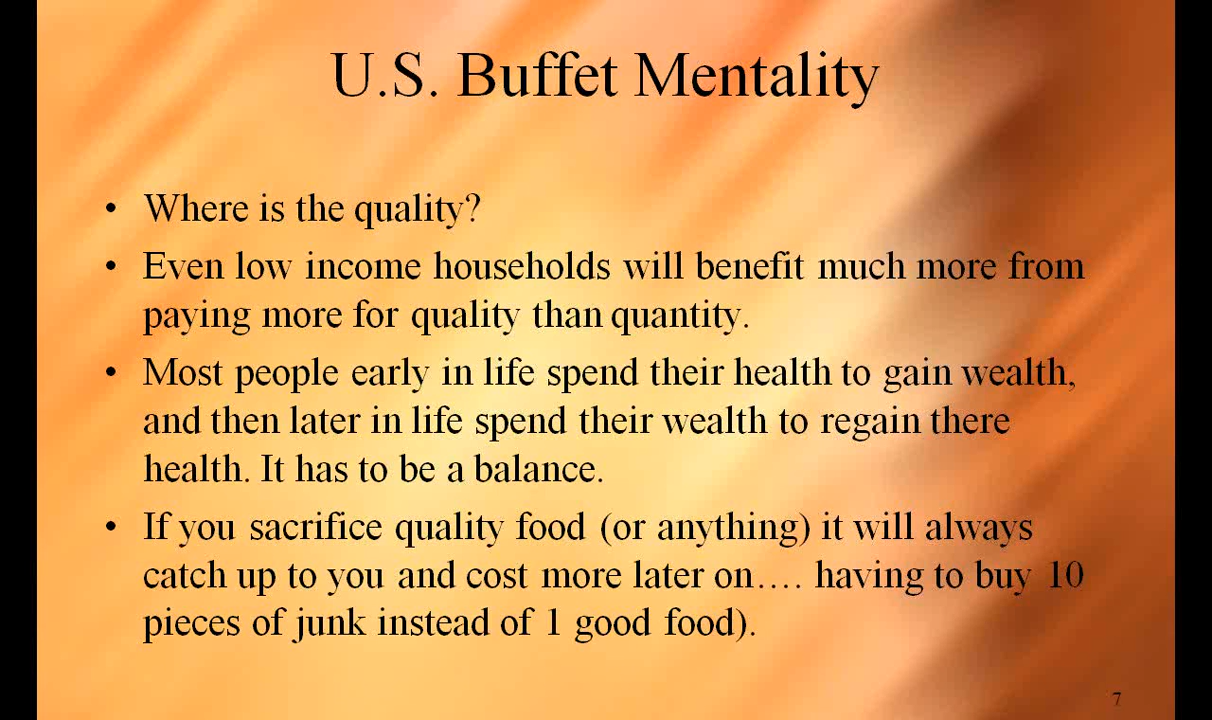 U.S. Buffet Mentality
• Where is the quality?
• Even low income households will benefit much more from
paying more for quality than quantity.
• Most people early in life spend their health to gain wealth,
and then later in life spend their wealth to regain there
health. It has to be a balance.
• If you sacrifice quality food (or anything) it will always
catch up to you and cost more later on…. having to buy 10
pieces of junk instead of 1 good food).
7